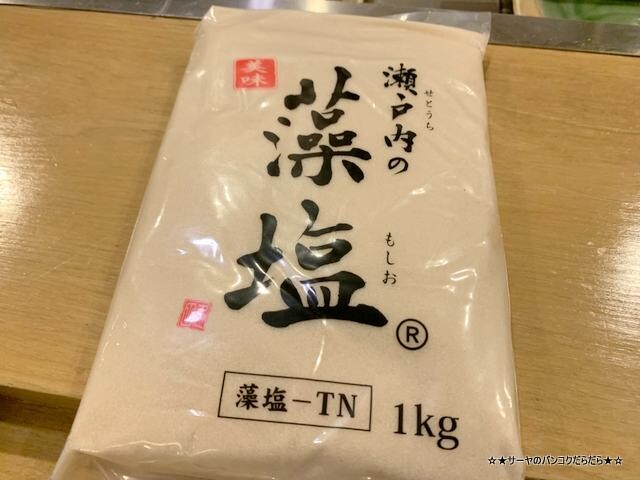 美味
瀬戸内の
せとうち
藻塩
もしお
®
藻塩-TN
1kg
☆★サーヤのバンコクだらだら★☆